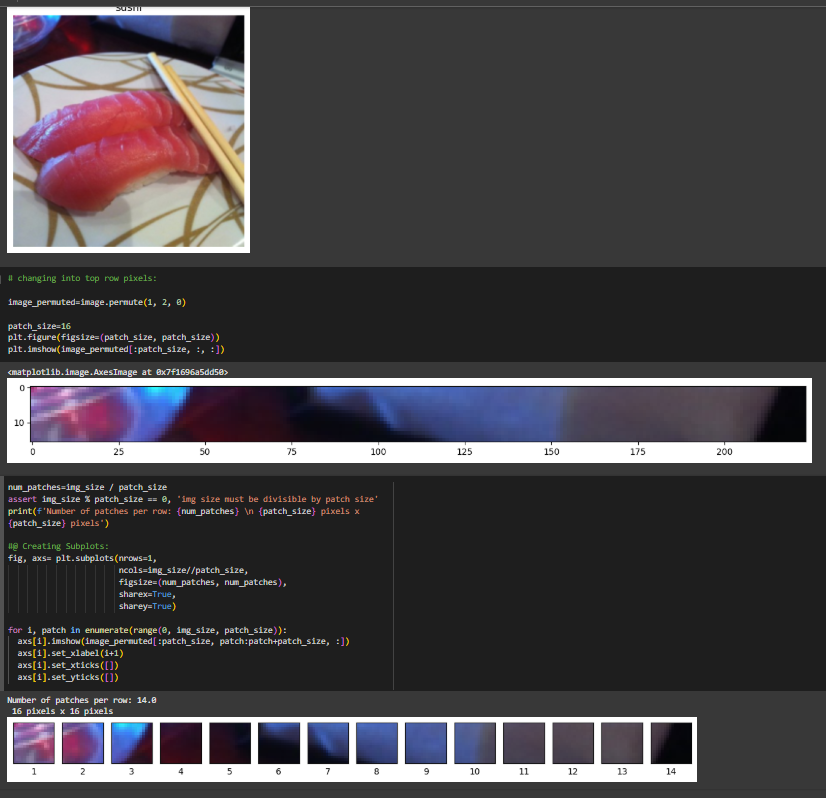 sushi
# changing into top row pixels:
image_permuted=image.permute(1, 2, 0)
patch_size=16
plt.figure(figsize=(patch_size, patch_size))
plt.imshow(image_permuted[:patch_size, :, :])
<matplotlib.image.AxesImage at 0x7f1696a5dd50>
0
10
0 25 50 75 100 125 150 175 200
num_patches=img_size / patch_size
assert img_size % patch_size == 0, 'img size must be divisible by patch size'
print(f'Number of patches per row: {num_patches} \n {patch_size} pixels x
{patch_size} pixels')
#@ Creating Subplots:
fig, axs= plt.subplots(nrows=1,
ncols=img_size//patch_size,
figsize=(num_patches, num_patches),
sharex=True,
sharey=True)
for i, patch in enumerate(range(0, img_size, patch_size)):
axs[i].imshow(image_permuted[:patch_size, patch:patch+patch_size, :])
axs[i].set_xlabel(i+1)
axs[i].set_xticks([])
axs[i].set_yticks([])
Number of patches per row: 14.0
16 pixels x 16 pixels
1 2 3 4 5 6 7 8 9 10 11 12 13 14